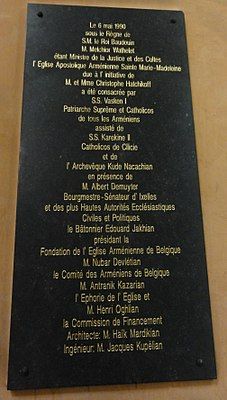 Le 6 mai 1990
sous le Règne de
S.M. le Roi Baudouin
M. Melchior Wathelet
étant Ministre de la Justice et des Cultes
l' Eglise Apostolique Arménienne Sainte Marie-Madeleine
due à l' initiative de
M. et Mme Christophe Hatchikoff
a été consacrée par
S.S. Vasken I
Patriarche Suprême et Catholicos
de tous les Arméniens
assisté de
S.S. Karekine II
Catholicos de Cilicie
et de
l' Archevêque Kude Nacachian
en présence de
M. Albert Demuyter
Bourgmestre-Sénateur d' Ixelles
et des plus Hautes Autorités Ecclésiastiques
Civiles et Politiques
le Bâtonnier Edouard Jakhian
présidant la
Fondation de l' Eglise Arménienne de Belgique
M. Nubar Devletian
le Comité des Arméniens de Belgique
M. Antranik Kazarian
l' Ephorie de l' Eglise et
M. Henri Oghlian
la Commission de Financement
Architecte: M. Haïk Mardikian
Ingénieur: M. Jacques Kupélian